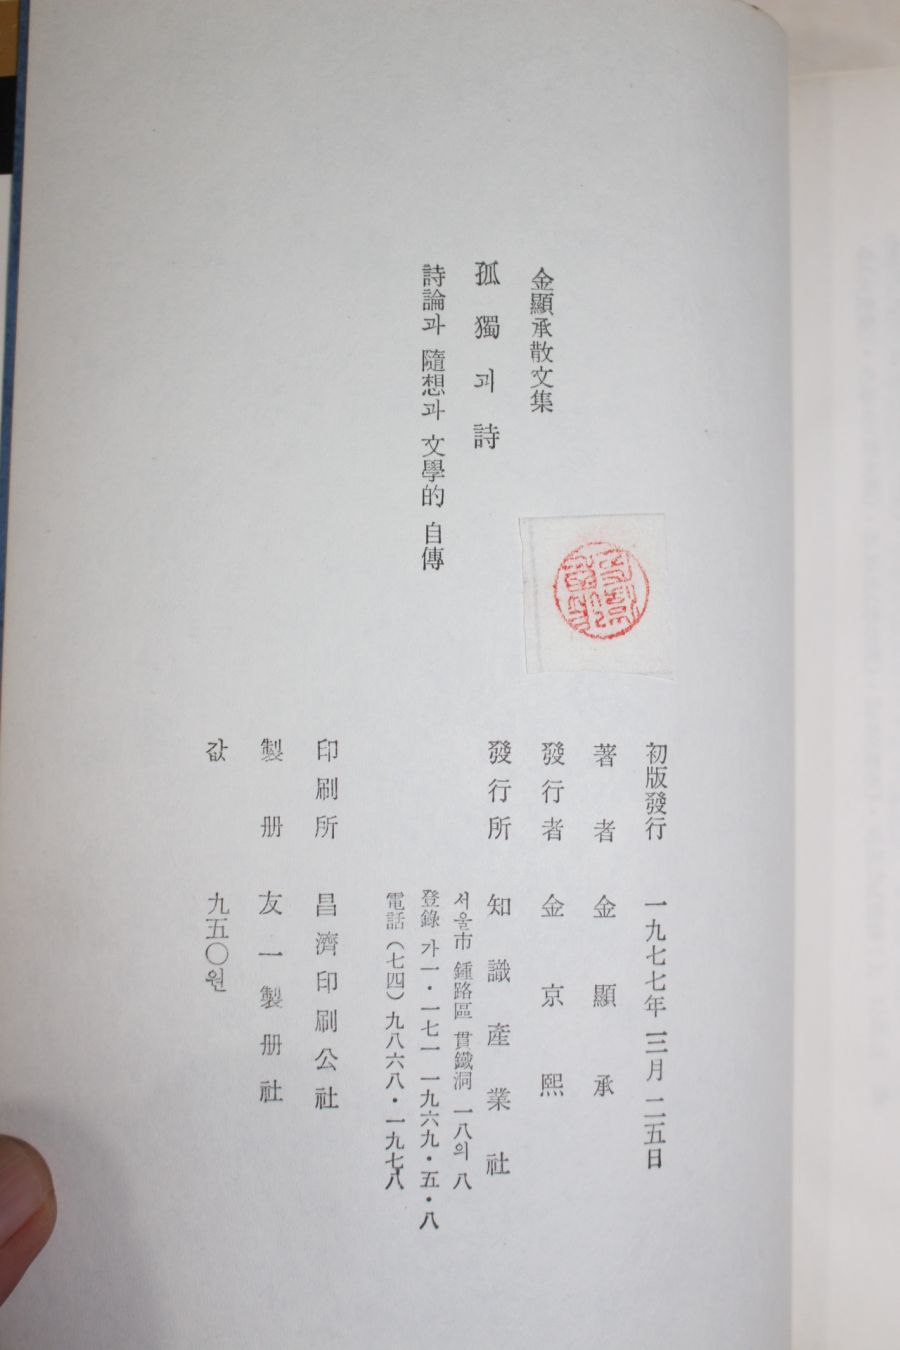 金顯承散文集
孤獨과詩
詩論과 隨想과 文學的 自傳
初版發行 一九七七年 三月 二五日
著者 金顯承
發行者 金京熙
發行所 知識產業社
서울市 鍾路區 貫鐵洞 一八의 八
登錄 가一·一七一 一九六九·五·八
電話 (七四) 九八六八·一九七八
印刷所 昌濟印刷公社
製册 友一製册社
값 九五〇원